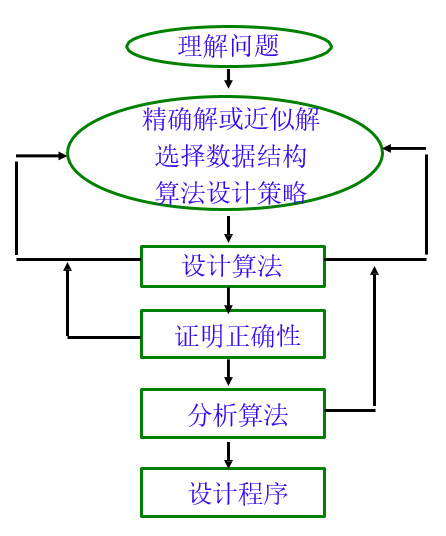 理解问题
精确解或近似解
选择数据结构
算法设计策略
设计算法
证明正确性
分析算法
设计程序